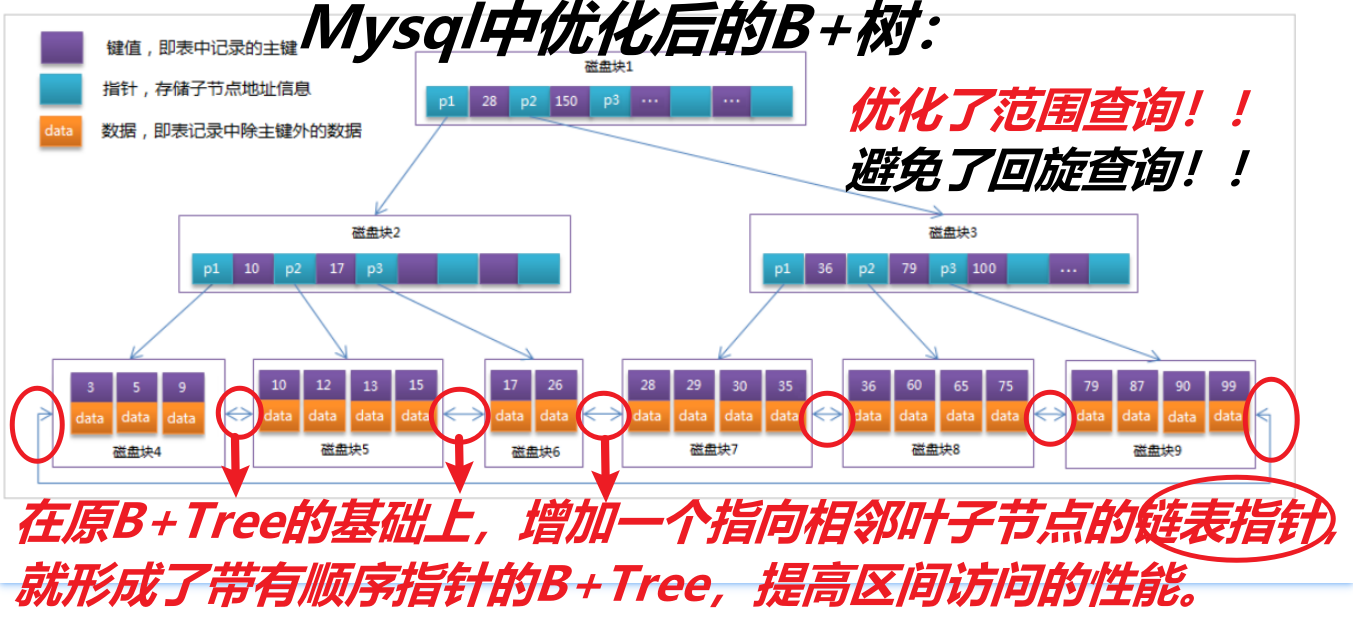 Mysql中优化后的B+树：
键值，即表中记录的主键
指针，存储子节点地址信息
data 数据，即表记录中除主键外的数据
优化了范围查询！！
避免了回旋查询！！
磁盘块1
p1 28 p2 150 p3 ... ...
磁盘块2
p1 10 p2 17 p3
磁盘块3
p1 36 p2 79 p3 100 ...
3 5 9
data data data
磁盘块4
10 12 13 15
data data data data
磁盘块5
17 26
data data
磁盘块6
28 29 30 35
data data data data
磁盘块7
36 60 65 75
data data data data
磁盘块8
79 87 90 99
data data data data
磁盘块9
在原B+Tree的基础上，增加一个指向相邻叶子节点的链表指针，
就形成了带有顺序指针的B+Tree，提高区间访问的性能。